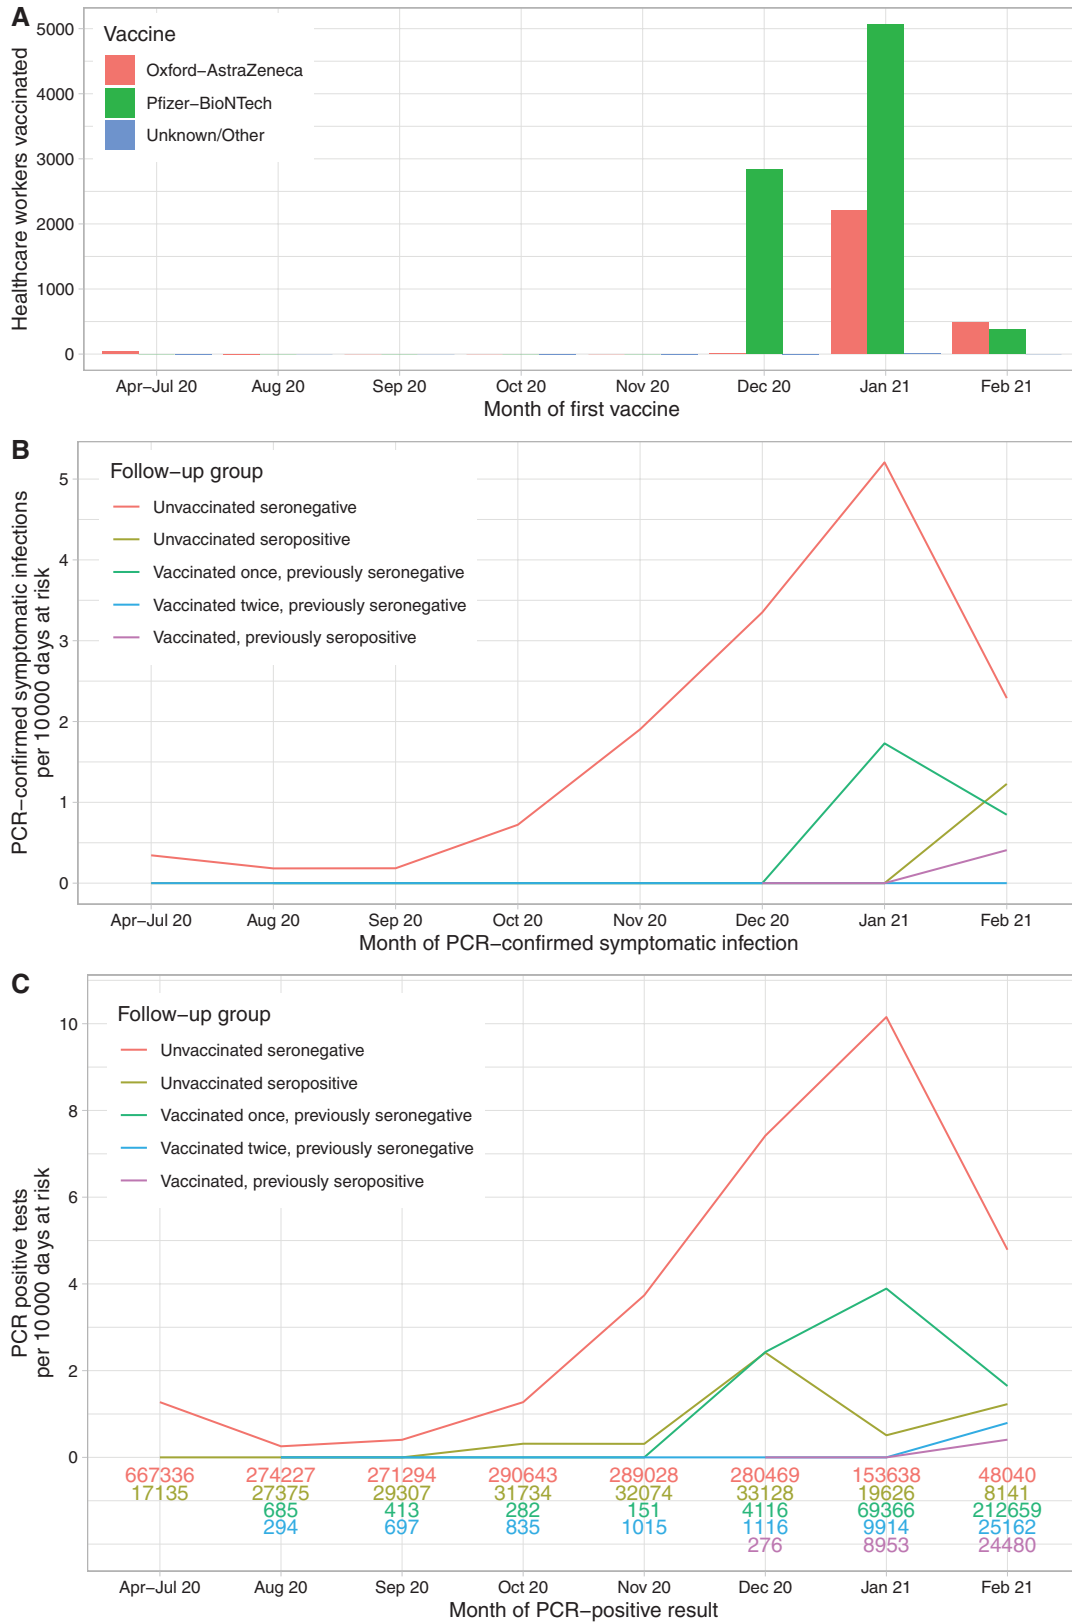 A
Healthcare workers vaccinated
5000
4000
3000
2000
1000
0
Vaccine
Oxford−AstraZeneca
Pfizer−BioNTech
Unknown/Other
Apr−Jul 20 Aug 20 Sep 20 Oct 20 Nov 20 Dec 20 Jan 21 Feb 21
Month of first vaccine
B
PCR−confirmed symptomatic infections
per 10 000 days at risk
5
4
3
2
1
0
Follow−up group
Unvaccinated seronegative
Unvaccinated seropositive
Vaccinated once, previously seronegative
Vaccinated twice, previously seronegative
Vaccinated, previously seropositive
Apr−Jul 20 Aug 20 Sep 20 Oct 20 Nov 20 Dec 20 Jan 21 Feb 21
Month of PCR−confirmed symptomatic infection
C
PCR positive tests
per 10 000 days at risk
10
8
6
4
2
0
Follow−up group
Unvaccinated seronegative
Unvaccinated seropositive
Vaccinated once, previously seronegative
Vaccinated twice, previously seronegative
Vaccinated, previously seropositive
667336 274227 271294 290643 289028 280469 153638 48040
17135 27375 29307 31734 32074 33128 19626 8141
685 413 282 151 4116 69366 212659
294 697 835 1015 1116 9914 25162
276 8953 24480
Apr−Jul 20 Aug 20 Sep 20 Oct 20 Nov 20 Dec 20 Jan 21 Feb 21
Month of PCR−positive result